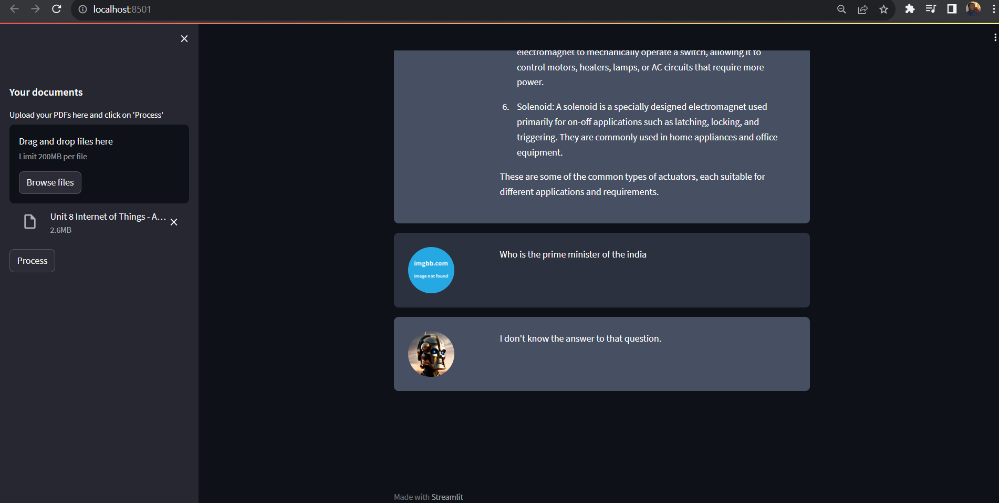 localhost:8501
Your documents
Upload your PDFs here and click on 'Process'
Drag and drop files here
Limit 200MB per file
Browse files
Unit 8 Internet of Things - A...
2.6MB
Process
electromagnet to mechanically operate a switch, allowing it to
control motors, heaters, lamps, or AC circuits that require more
power.
6. Solenoid: A solenoid is a specially designed electromagnet used
primarily for on-off applications such as latching, locking, and
triggering. They are commonly used in home appliances and office
equipment.
These are some of the common types of actuators, each suitable for
different applications and requirements.
imgbb.com
image not found
Who is the prime minister of the india
I don't know the answer to that question.
Made with Streamlit